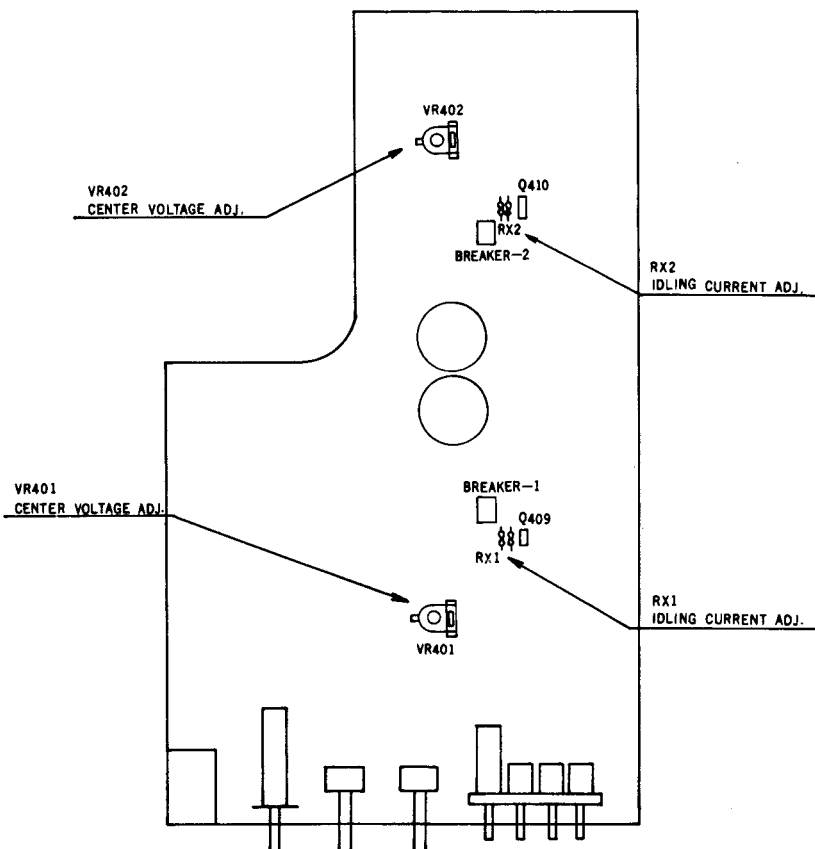 VR402
VR402
CENTER VOLTAGE ADJ.
Q410
RX2
BREAKER-2
RX2
IDLING CURRENT ADJ.
VR401
CENTER VOLTAGE ADJ.
BREAKER-1
Q409
RX1
RX1
IDLING CURRENT ADJ.
VR401